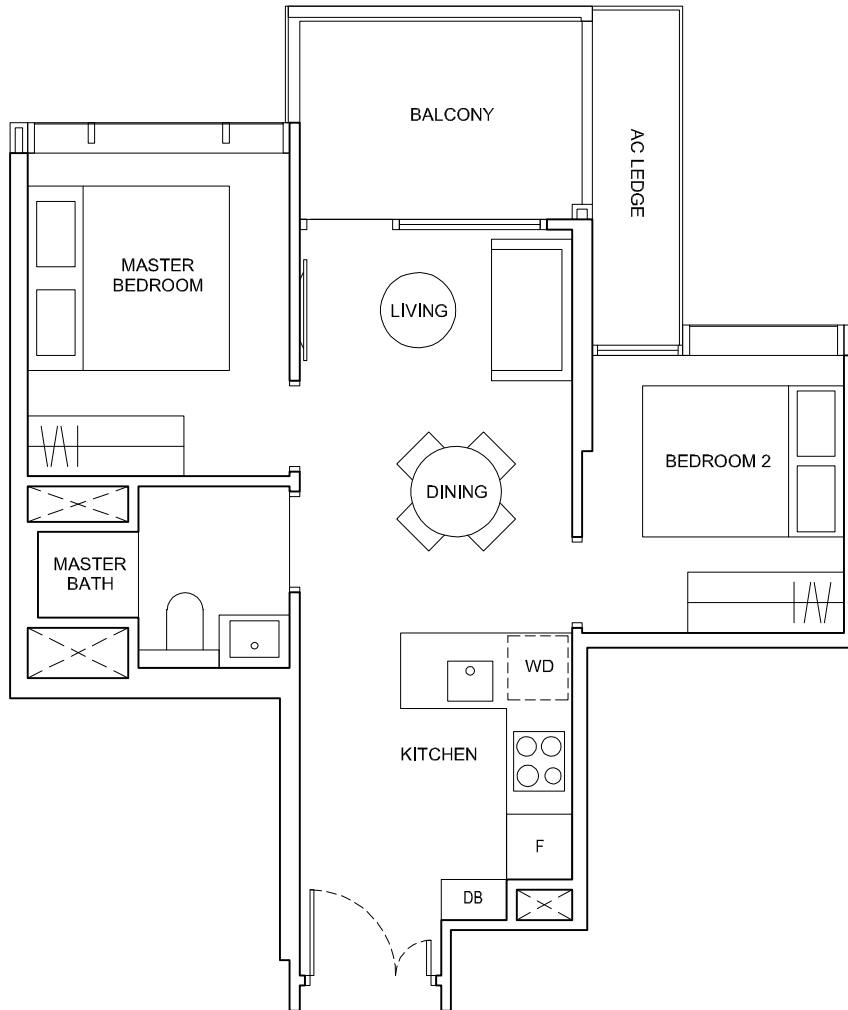 BALCONY
AC LEDGE
MASTER
BEDROOM
LIVING
BEDROOM 2
DINING
MASTER
BATH
WD
KITCHEN
F
DB